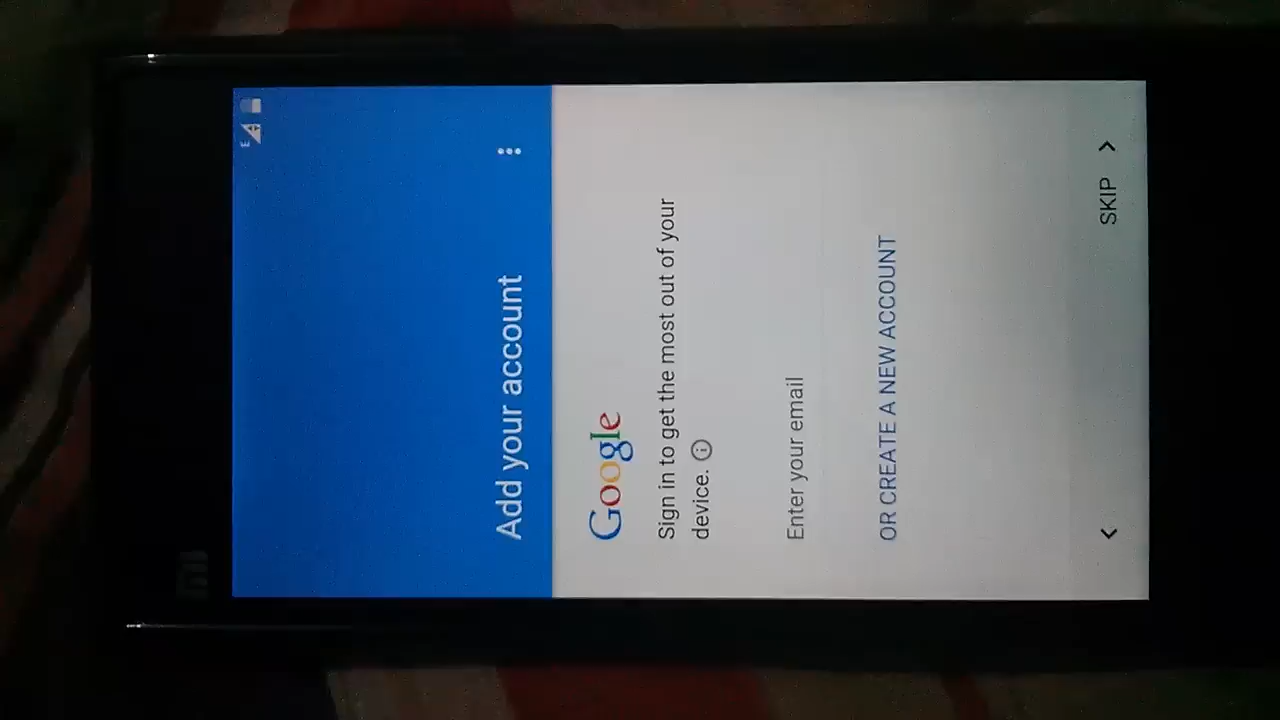 E
Add your account
Google
Sign in to get the most out of your
device.
Enter your email
OR CREATE A NEW ACCOUNT
SKIP